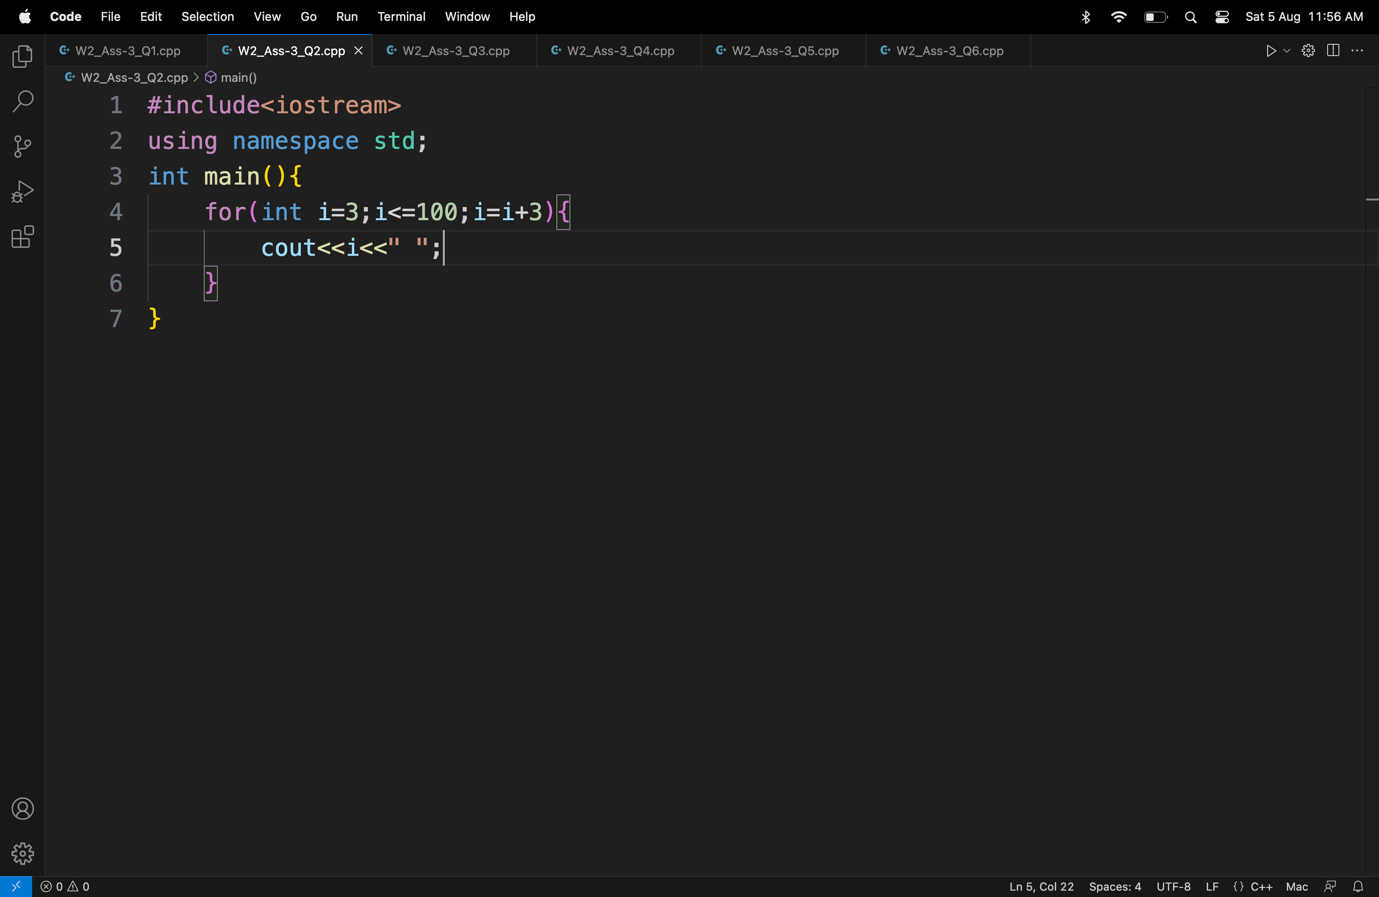 Code File Edit Selection View Go Run Terminal Window Help Sat 5 Aug 11:56 AM
W2_Ass-3_Q1.cpp W2_Ass-3_Q2.cpp W2_Ass-3_Q3.cpp W2_Ass-3_Q4.cpp W2_Ass-3_Q5.cpp W2_Ass-3_Q6.cpp
W2_Ass-3_Q2.cpp > main()
1 #include<iostream>
2 using namespace std;
3 int main(){
4     for(int i=3;i<=100;i=i+3){
5         cout<<i<<" ";
6     }
7 }
0 0 Ln 5, Col 22 Spaces: 4 UTF-8 LF {} C++ Mac